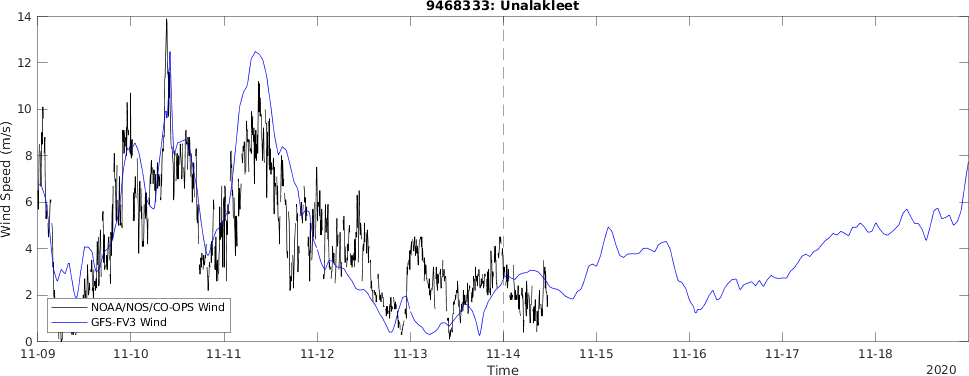 9468333: Unalakleet
Wind Speed (m/s)
14
12
10
8
6
4
2
0
NOAA/NOS/CO-OPS Wind
GFS-FV3 Wind
11-09 11-10 11-11 11-12 11-13 11-14 11-15 11-16 11-17 11-18
Time
2020